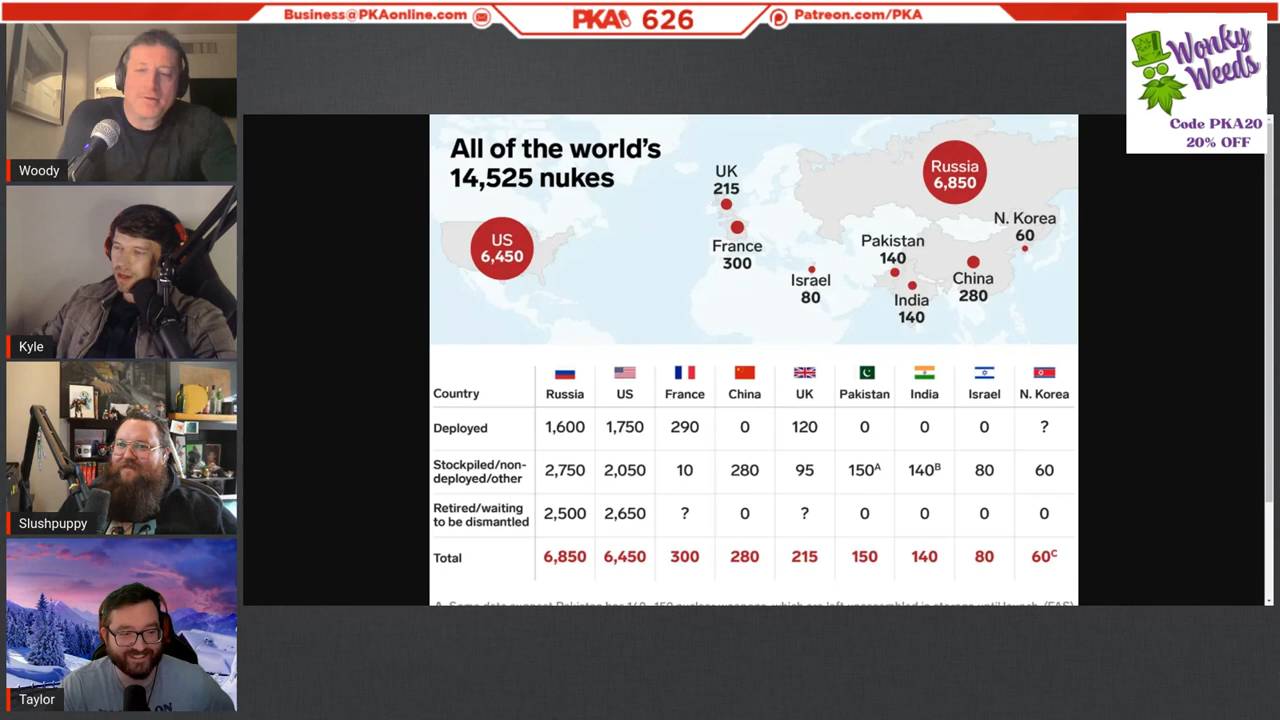 Business@PKAonline.com
PKA 626
Patreon.com/PKA
Wonky
Weeds
Code PKA20
20% OFF
Woody
Kyle
Slushpuppy
Taylor
All of the world's
14,525 nukes
US
6,450
UK
215
France
300
Russia
6,850
N. Korea
60
Pakistan
140
Israel
80
India
140
China
280
Country Russia US France China UK Pakistan India Israel N. Korea
Deployed 1,600 1,750 290 0 120 0 0 0 ?
Stockpiled/non-
deployed/other 2,750 2,050 10 280 95 150A 140B 80 60
Retired/waiting
to be dismantled 2,500 2,650 ? 0 ? 0 0 0 0
Total 6,850 6,450 300 280 215 150 140 80 60C